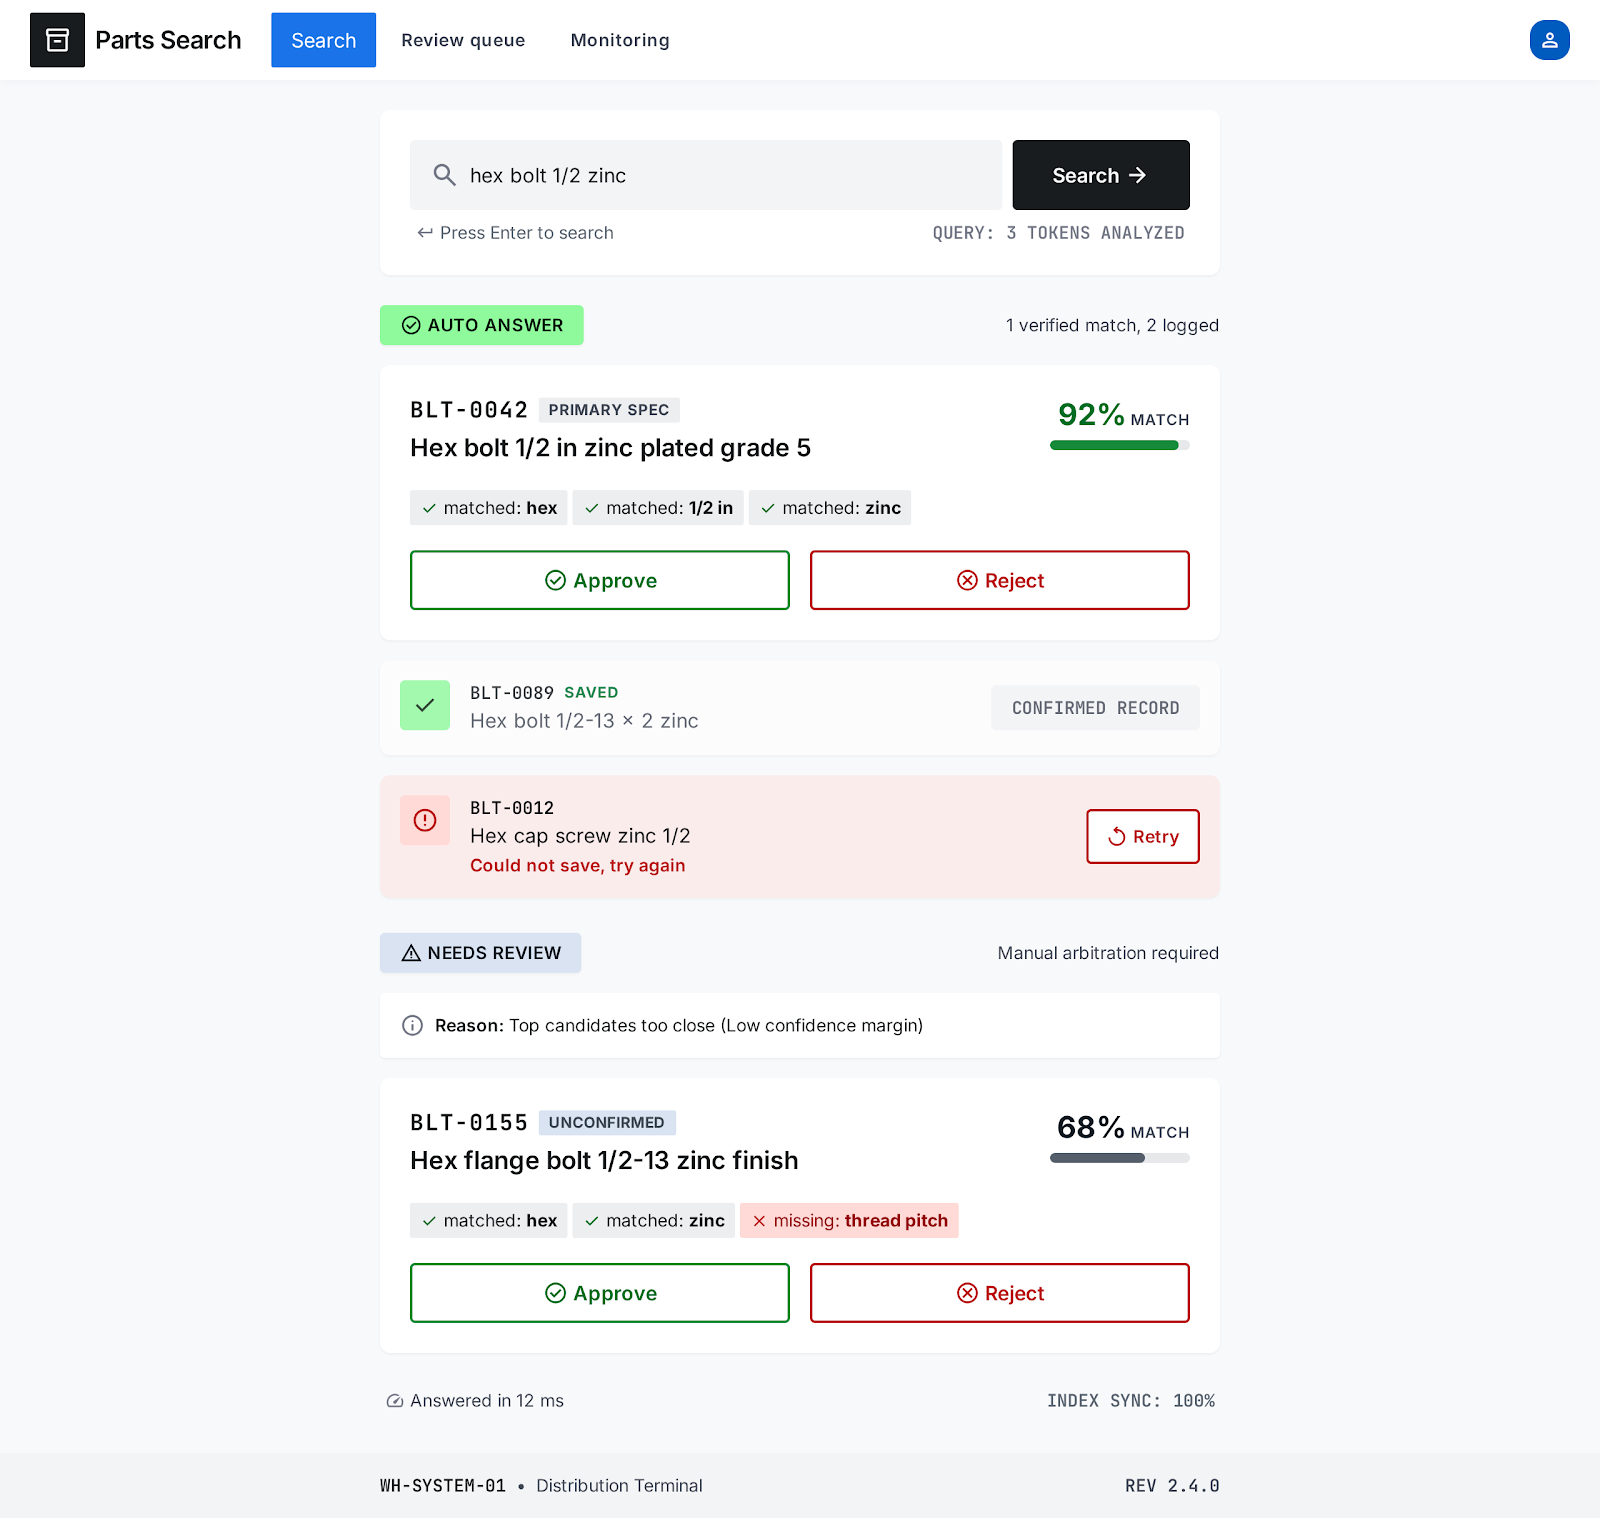 Parts Search
Search
Review queue
Monitoring
hex bolt 1/2 zinc
Search →
↵ Press Enter to search
QUERY: 3 TOKENS ANALYZED
AUTO ANSWER
1 verified match, 2 logged
BLT-0042 PRIMARY SPEC
92% MATCH
Hex bolt 1/2 in zinc plated grade 5
matched: hex
matched: 1/2 in
matched: zinc
Approve
Reject
BLT-0089 SAVED
Hex bolt 1/2-13 × 2 zinc
CONFIRMED RECORD
BLT-0012
Hex cap screw zinc 1/2
Could not save, try again
Retry
NEEDS REVIEW
Manual arbitration required
Reason: Top candidates too close (Low confidence margin)
BLT-0155 UNCONFIRMED
68% MATCH
Hex flange bolt 1/2-13 zinc finish
matched: hex
matched: zinc
missing: thread pitch
Approve
Reject
Answered in 12 ms
INDEX SYNC: 100%
WH-SYSTEM-01 • Distribution Terminal
REV 2.4.0